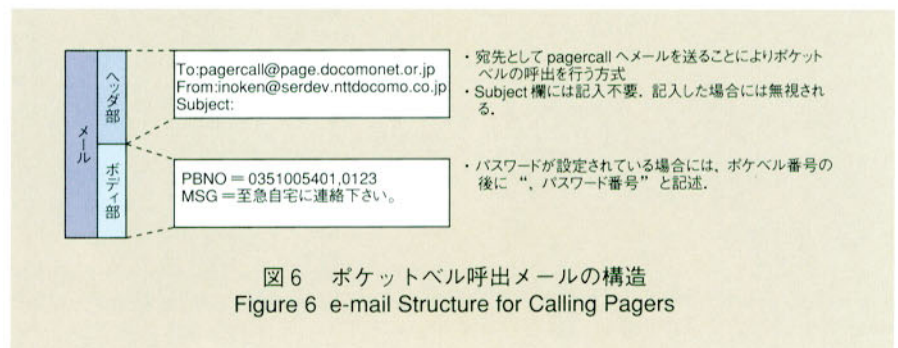 メール
ヘッダ部
To:pagercall@page.docomonet.or.jp
From:inoken@serdev.nttdocomo.co.jp
Subject:
・宛先として pagercall へメールを送ることによりポケット
ベルの呼出を行う方式
・Subject 欄には記入不要．記入した場合には無視され
る．
ボディ部
PBNO = 0351005401,0123
MSG =至急自宅に連絡下さい。
・パスワードが設定されている場合には、ポケベル番号の
後に “、パスワード番号” と記述．
図 6 ポケットベル呼出メールの構造
Figure 6 e-mail Structure for Calling Pagers